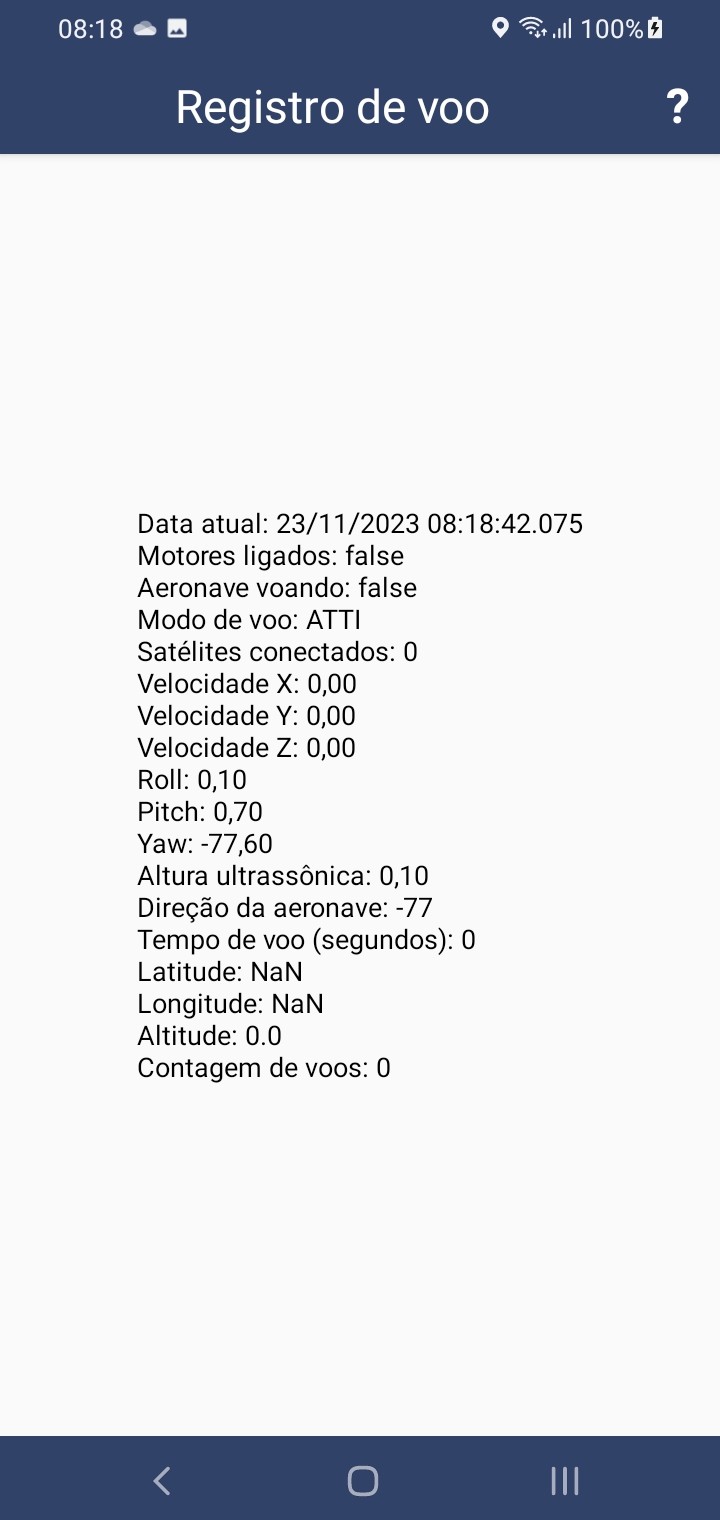 08:18 100%
Registro de voo ?
Data atual: 23/11/2023 08:18:42.075
Motores ligados: false
Aeronave voando: false
Modo de voo: ATTI
Satélites conectados: 0
Velocidade X: 0,00
Velocidade Y: 0,00
Velocidade Z: 0,00
Roll: 0,10
Pitch: 0,70
Yaw: -77,60
Altura ultrassônica: 0,10
Direção da aeronave: -77
Tempo de voo (segundos): 0
Latitude: NaN
Longitude: NaN
Altitude: 0.0
Contagem de voos: 0